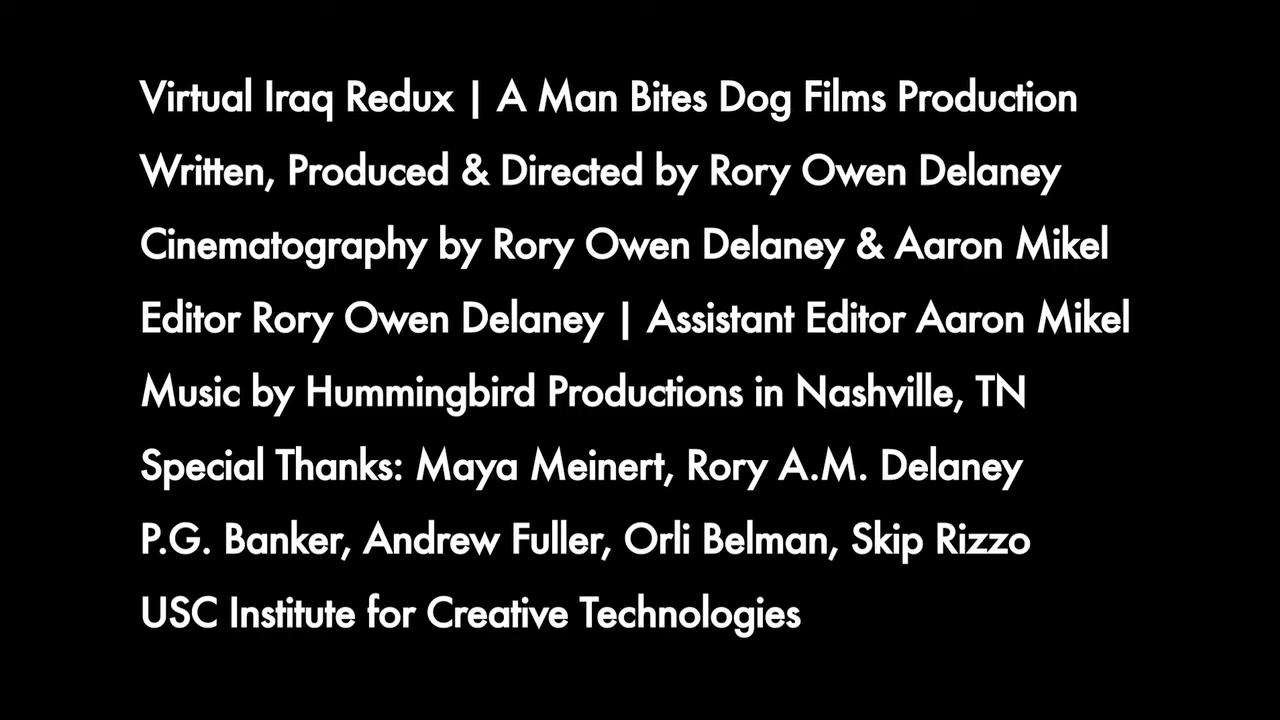 Virtual Iraq Redux | A Man Bites Dog Films Production
Written, Produced & Directed by Rory Owen Delaney
Cinematography by Rory Owen Delaney & Aaron Mikel
Editor Rory Owen Delaney | Assistant Editor Aaron Mikel
Music by Hummingbird Productions in Nashville, TN
Special Thanks: Maya Meinert, Rory A.M. Delaney
P.G. Banker, Andrew Fuller, Orli Belman, Skip Rizzo
USC Institute for Creative Technologies